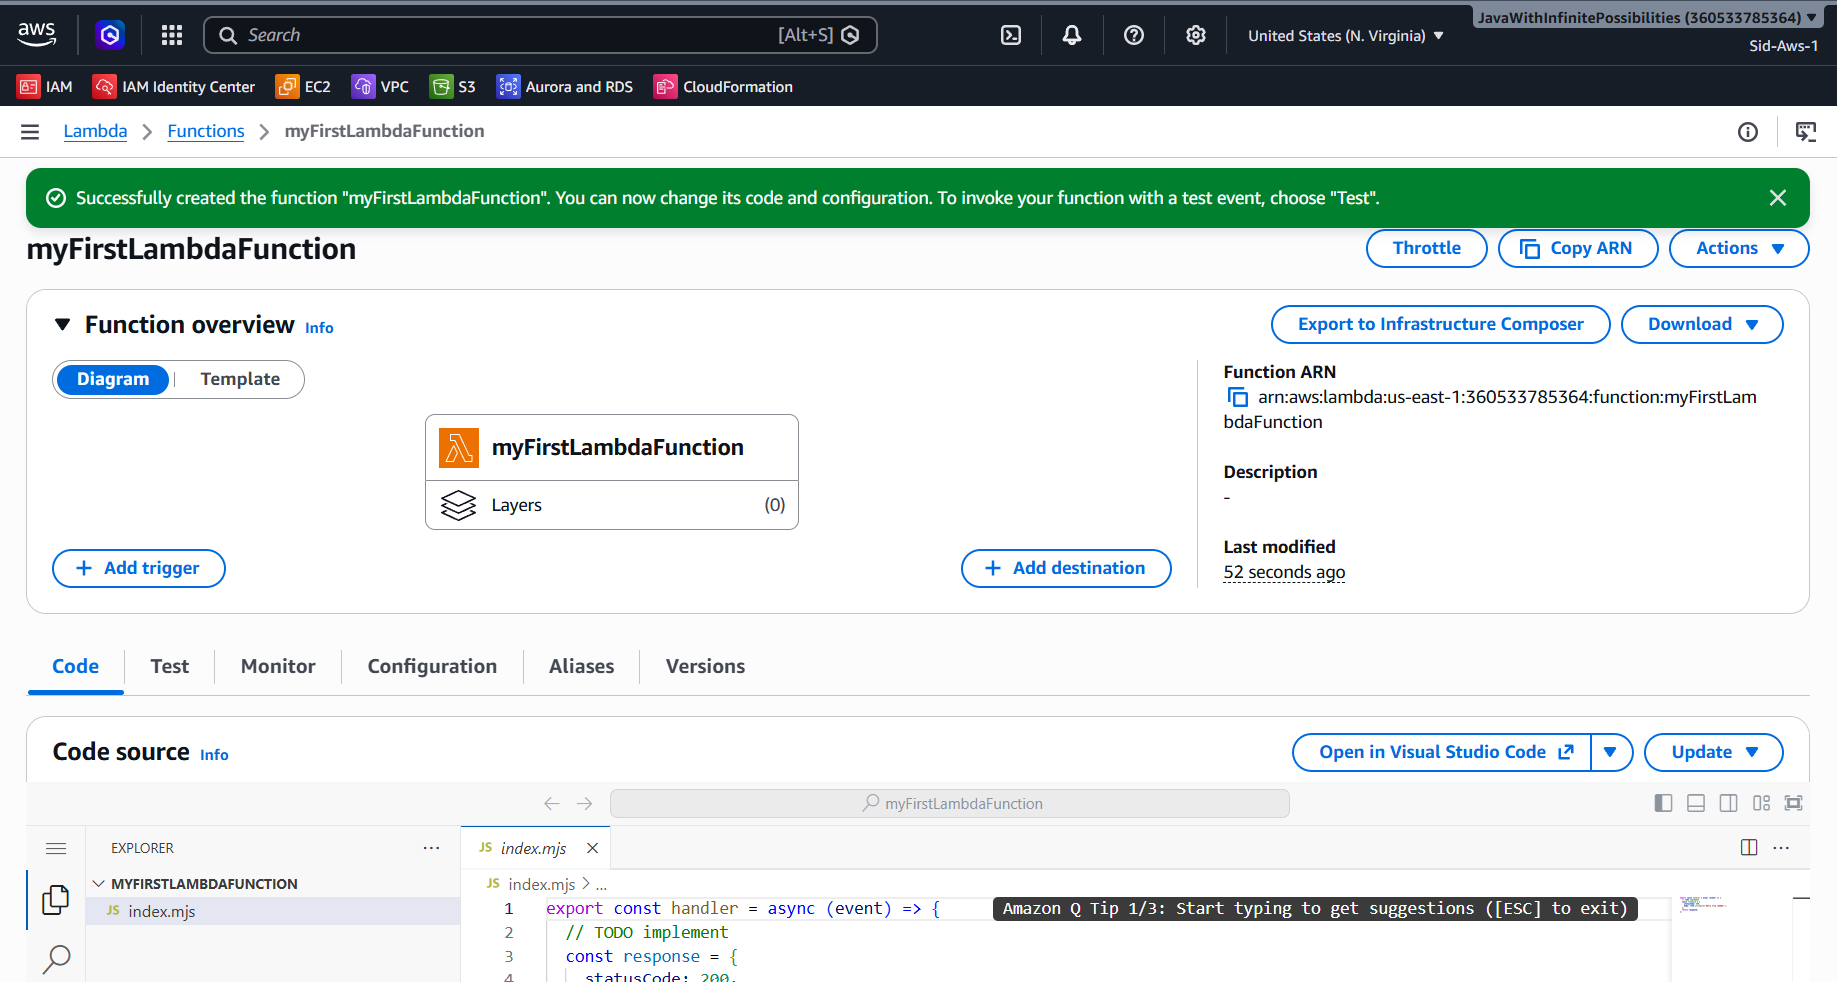 aws
Search
[Alt+S]
United States (N. Virginia)
JavaWithInfinitePossibilities (360533785364)
Sid-Aws-1
IAM
IAM Identity Center
EC2
VPC
S3
Aurora and RDS
CloudFormation
Lambda
Functions
myFirstLambdaFunction
Successfully created the function "myFirstLambdaFunction". You can now change its code and configuration. To invoke your function with a test event, choose "Test".
myFirstLambdaFunction
Throttle
Copy ARN
Actions
Function overview Info
Export to Infrastructure Composer
Download
Diagram
Template
myFirstLambdaFunction
Layers (0)
+ Add trigger
+ Add destination
Function ARN
arn:aws:lambda:us-east-1:360533785364:function:myFirstLam
bdaFunction
Description
-
Last modified
52 seconds ago
Code
Test
Monitor
Configuration
Aliases
Versions
Code source Info
Open in Visual Studio Code
Update
myFirstLambdaFunction
EXPLORER
MYFIRSTLAMBDAFUNCTION
JS index.mjs
JS index.mjs
JS index.mjs > ...
1 export const handler = async (event) => {
Amazon Q Tip 1/3: Start typing to get suggestions ([ESC] to exit)
2 // TODO implement
3 const response = {
4 statusCode: 200,